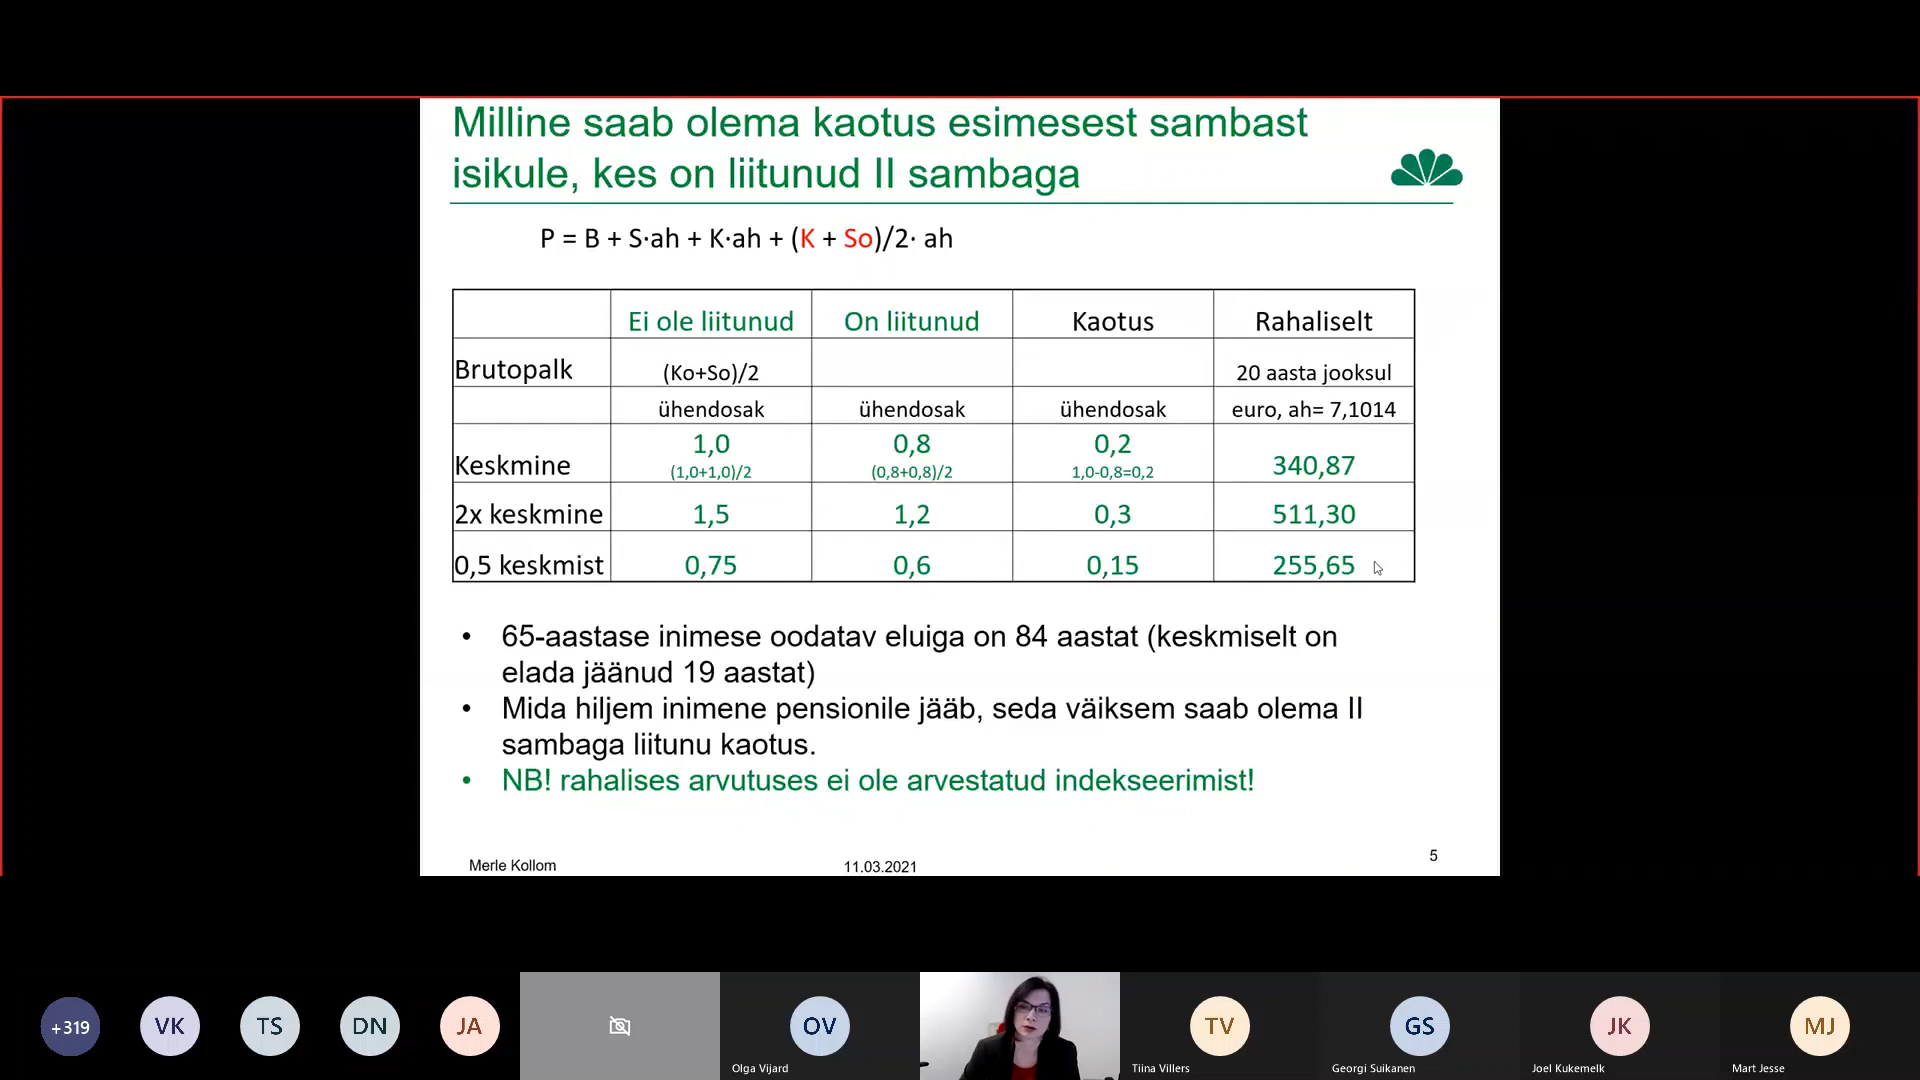 Milline saab olema kaotus esimesest sambast
isikule, kes on liitunud II sambaga
P = B + S·ah + K·ah + (K + So)/2· ah
Ei ole liitunud On liitunud Kaotus Rahaliselt
Brutopalk (Ko+So)/2 20 aasta jooksul
ühendosak ühendosak ühendosak euro, ah= 7,1014
Keskmine 1,0 0,8 0,2 340,87
(1,0+1,0)/2 (0,8+0,8)/2 1,0-0,8=0,2
2x keskmine 1,5 1,2 0,3 511,30
0,5 keskmist 0,75 0,6 0,15 255,65
• 65-aastase inimese oodatav eluiga on 84 aastat (keskmiselt on
elada jäänud 19 aastat)
• Mida hiljem inimene pensionile jääb, seda väiksem saab olema II
sambaga liitunu kaotus.
• NB! rahalises arvutuses ei ole arvestatud indekseerimist!
Merle Kollom 11.03.2021 5
+319 VK TS DN JA OV TV GS JK MJ
Olga Vijard Tiina Villers Georgi Suikanen Joel Kukemelk Mart Jesse